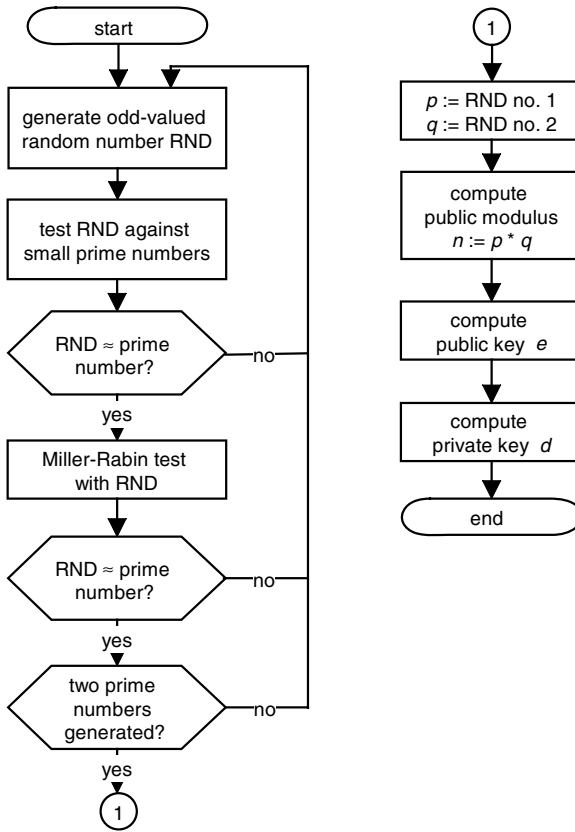 start
generate odd-valued
random number RND
test RND against
small prime numbers
RND ≈ prime
number?
no
yes
Miller-Rabin test
with RND
RND ≈ prime
number?
no
yes
two prime
numbers
generated?
no
yes
1
1
p := RND no. 1
q := RND no. 2
compute
public modulus
n := p * q
compute
public key e
compute
private key d
end